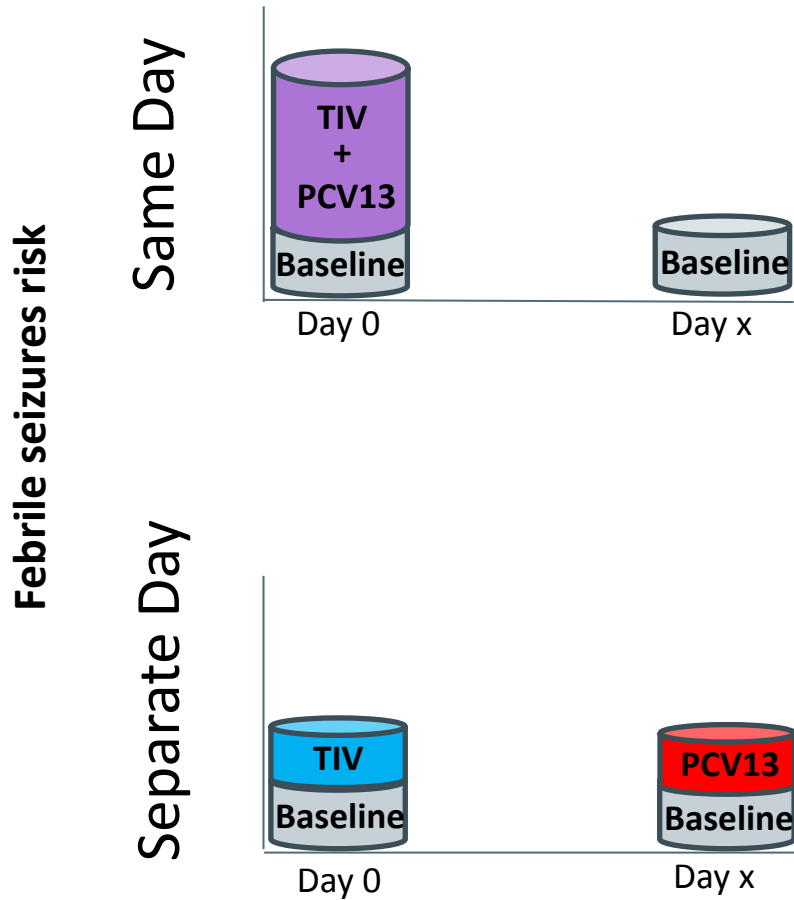 Febrile seizures risk
Same Day
TIV
+
PCV13
Baseline
Baseline
Day 0
Day x
Separate Day
TIV
Baseline
PCV13
Baseline
Day 0
Day x